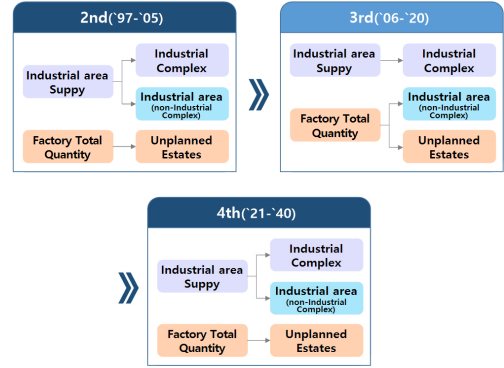 2nd(`97-`05)
Industrial area
Suppy
Industrial
Complex
Industrial area
(non-Industrial
Complex)
Factory Total
Quantity
Unplanned
Estates
3rd(`06-`20)
Industrial area
Suppy
Industrial
Complex
Factory Total
Quantity
Industrial area
(non-Industrial
Complex)
Unplanned
Estates
4th(`21-`40)
Industrial area
Suppy
Industrial
Complex
Industrial area
(non-Industrial
Complex)
Factory Total
Quantity
Unplanned
Estates